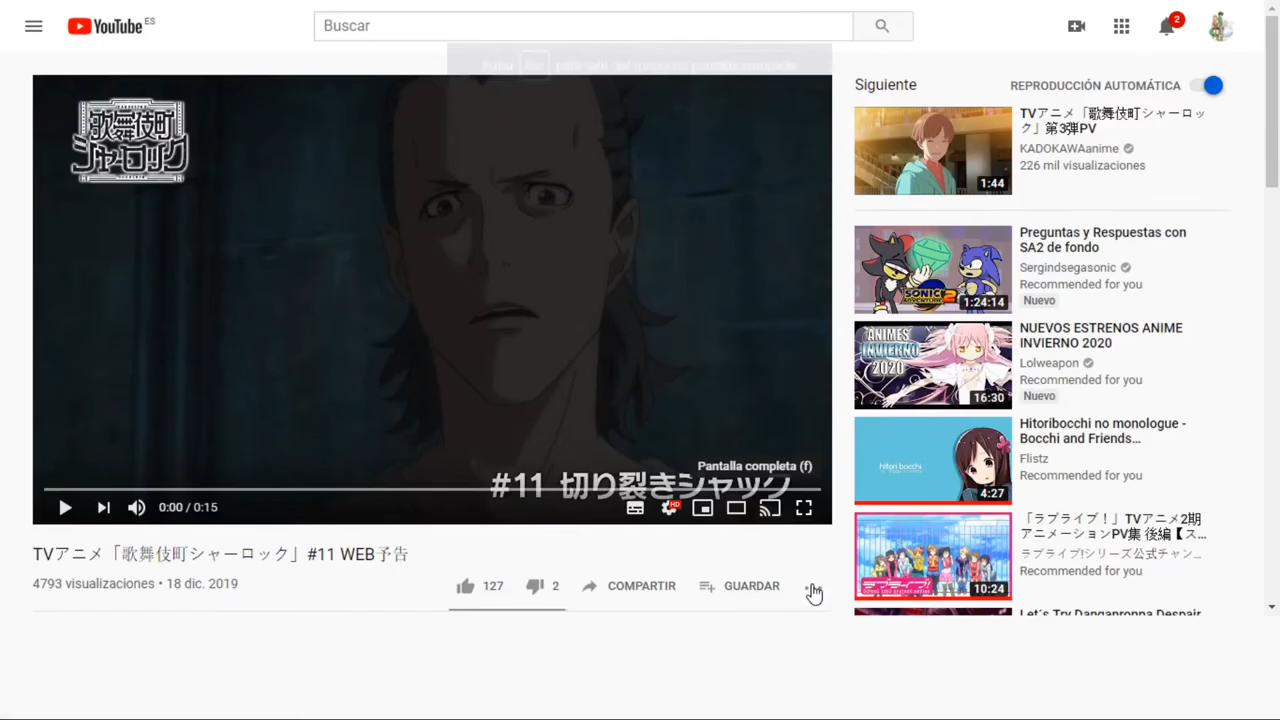 YouTube ES
Buscar
2
歌舞伎町
シャーロック
#11 切り裂きジャック
Pantalla completa (f)
0:00 / 0:15
HD
TVアニメ「歌舞伎町シャーロック」#11 WEB予告
4793 visualizaciones • 18 dic. 2019
127
2
COMPARTIR
GUARDAR
Siguiente
REPRODUCCIÓN AUTOMÁTICA
TVアニメ「歌舞伎町シャーロッ
ク」第3弾PV
KADOKAWAanime
226 mil visualizaciones
1:44
Preguntas y Respuestas con
SA2 de fondo
Sergindsegasonic
Recommended for you
Nuevo
SONIC
ADVENTURE 2
1:24:14
NUEVOS ESTRENOS ANIME
INVIERNO 2020
Lolweapon
Recommended for you
Nuevo
ANIMES
INVIERNO
2020
16:30
Hitoribocchi no monologue -
Bocchi and Friends...
Flistz
Recommended for you
hitori bocchi
4:27
「ラブライブ！」TVアニメ2期
アニメーションPV集 後編【ス...
ラブライブ!シリーズ公式チャン...
Recommended for you
10:24
Let´s Try Danganronpa Despair